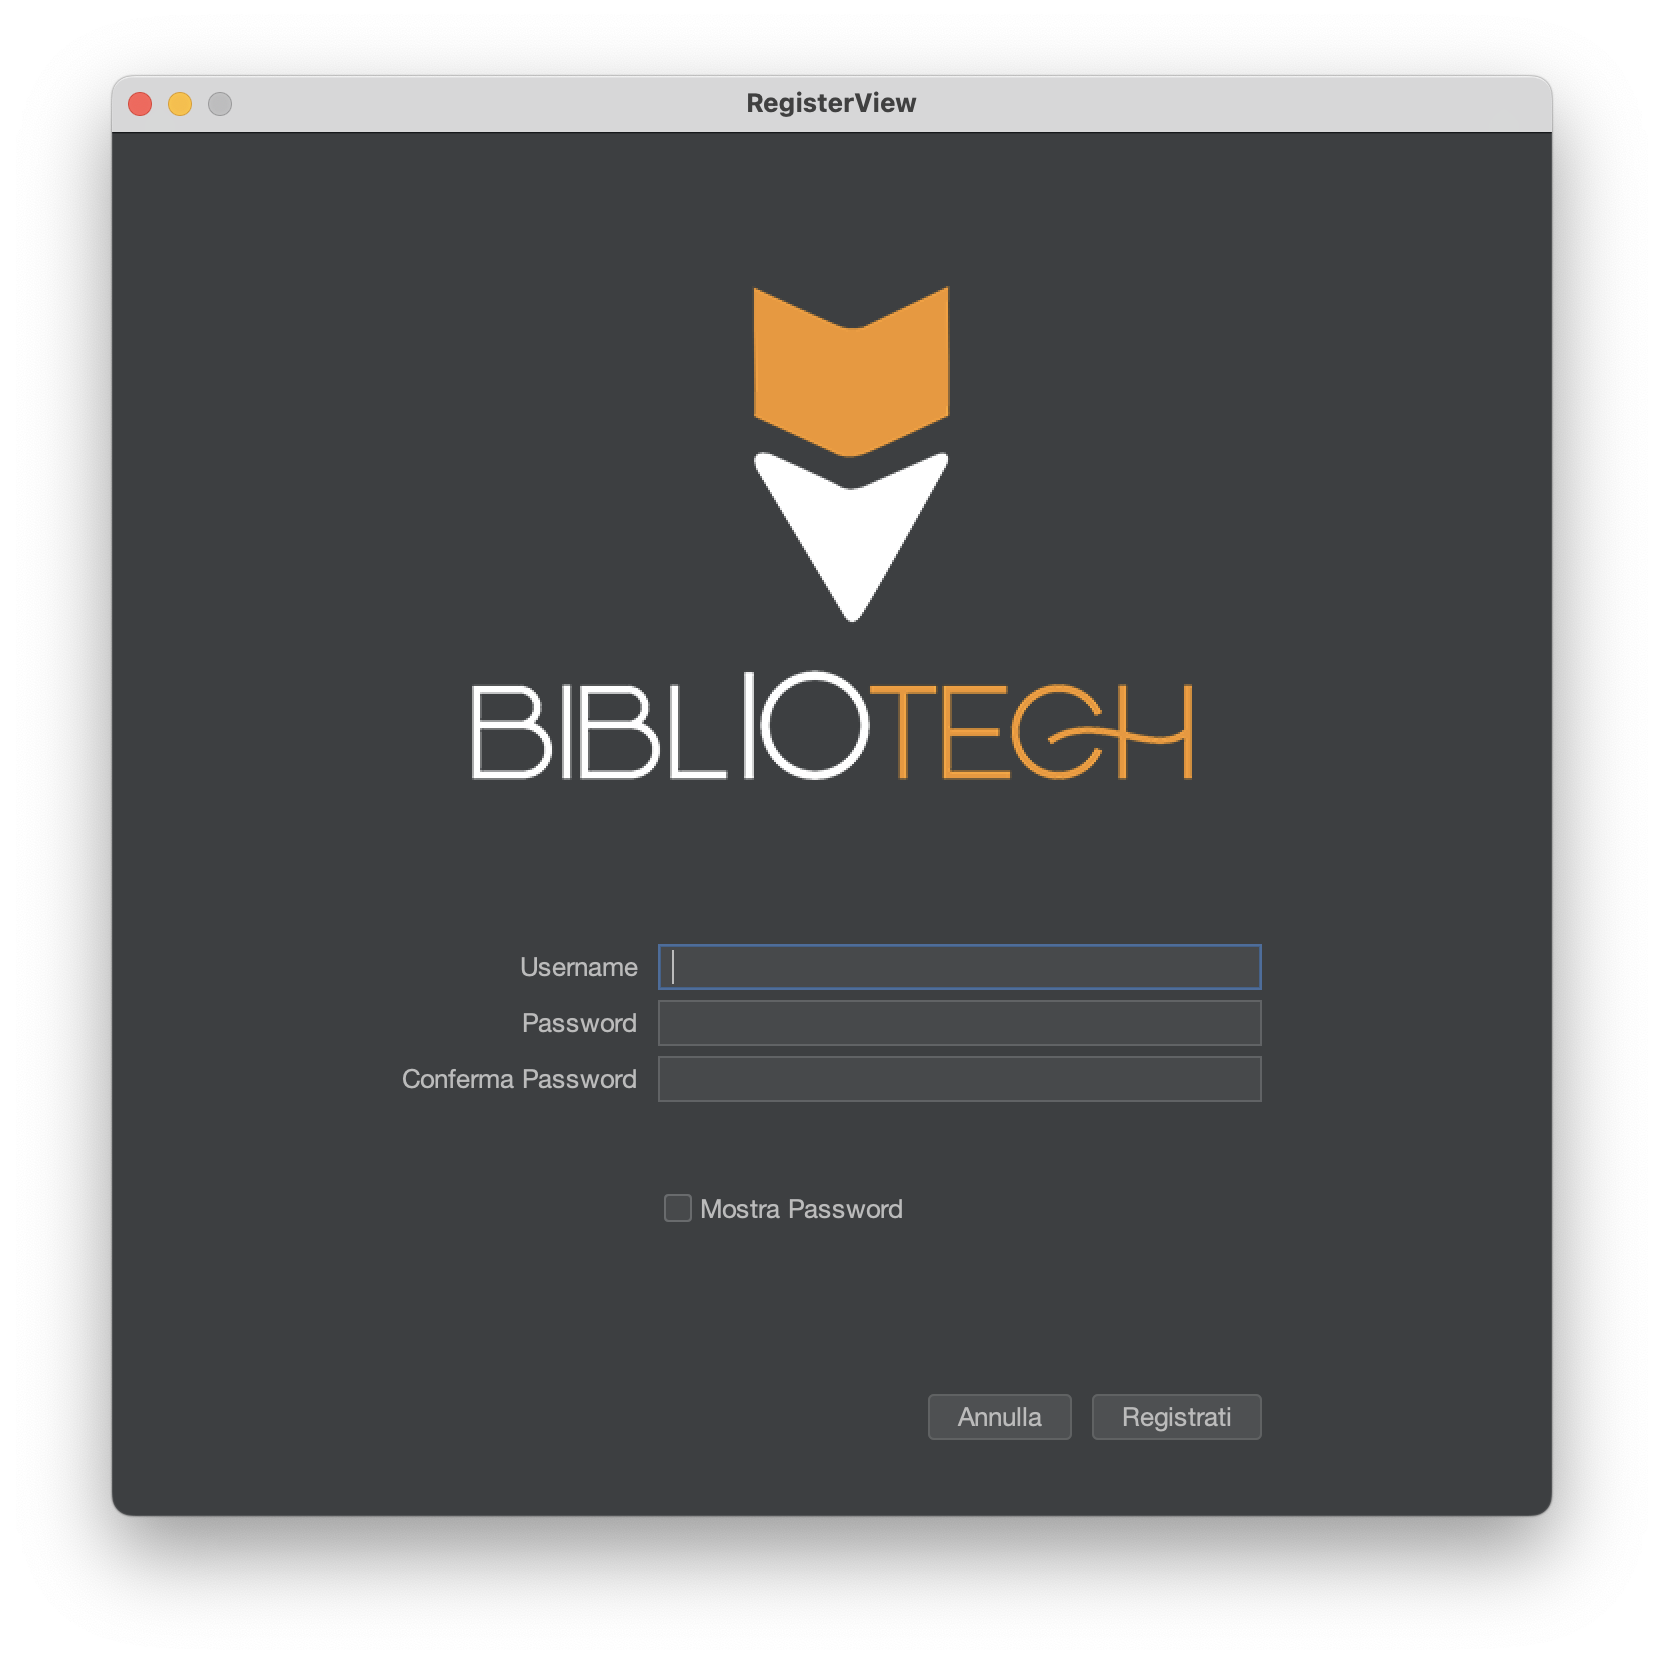 RegisterView
BIBLIOTECH
Username
Password
Conferma Password
Mostra Password
Annulla Registrati